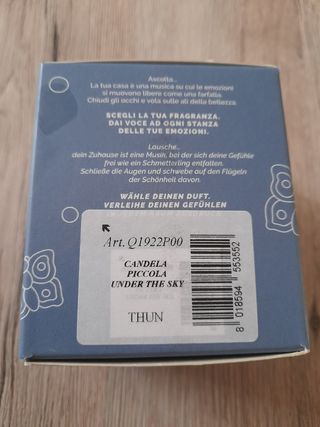 Ascolta...
La tua casa è una musica su cui le emozioni
si muovono libere come una farfalla.
Chiudi gli occhi e vola sulle ali della bellezza.
SCEGLI LA TUA FRAGRANZA,
DAI VOCE AD OGNI STANZA
DELLE TUE EMOZIONI.
Lausche...
dein Zuhause ist eine Musik, bei der sich deine Gefühle
frei wie ein Schmetterling entfalten.
Schließe die Augen und schwebe auf den Flügeln
der Schönheit davon.
WÄHLE DEINEN DUFT.
VERLEIHE DEINEN GEFÜHLEN
Art.Q1922P00
CANDELA
PICCOLA
UNDER THE SKY
THUN
8 018594 553552